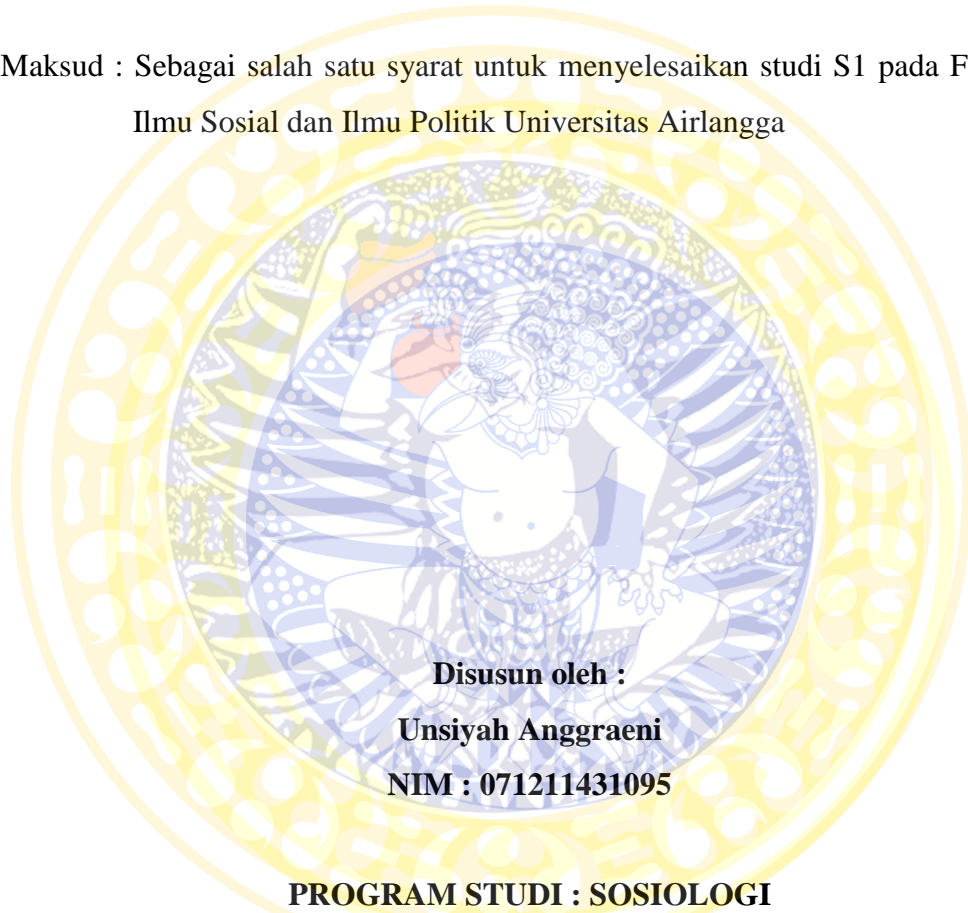 Maksud : Sebagai salah satu syarat untuk menyelesaikan studi S1 pada F
Ilmu Sosial dan Ilmu Politik Universitas Airlangga
Disusun oleh :
Unsiyah Anggraeni
NIM : 071211431095
PROGRAM STUDI : SOSIOLOGI